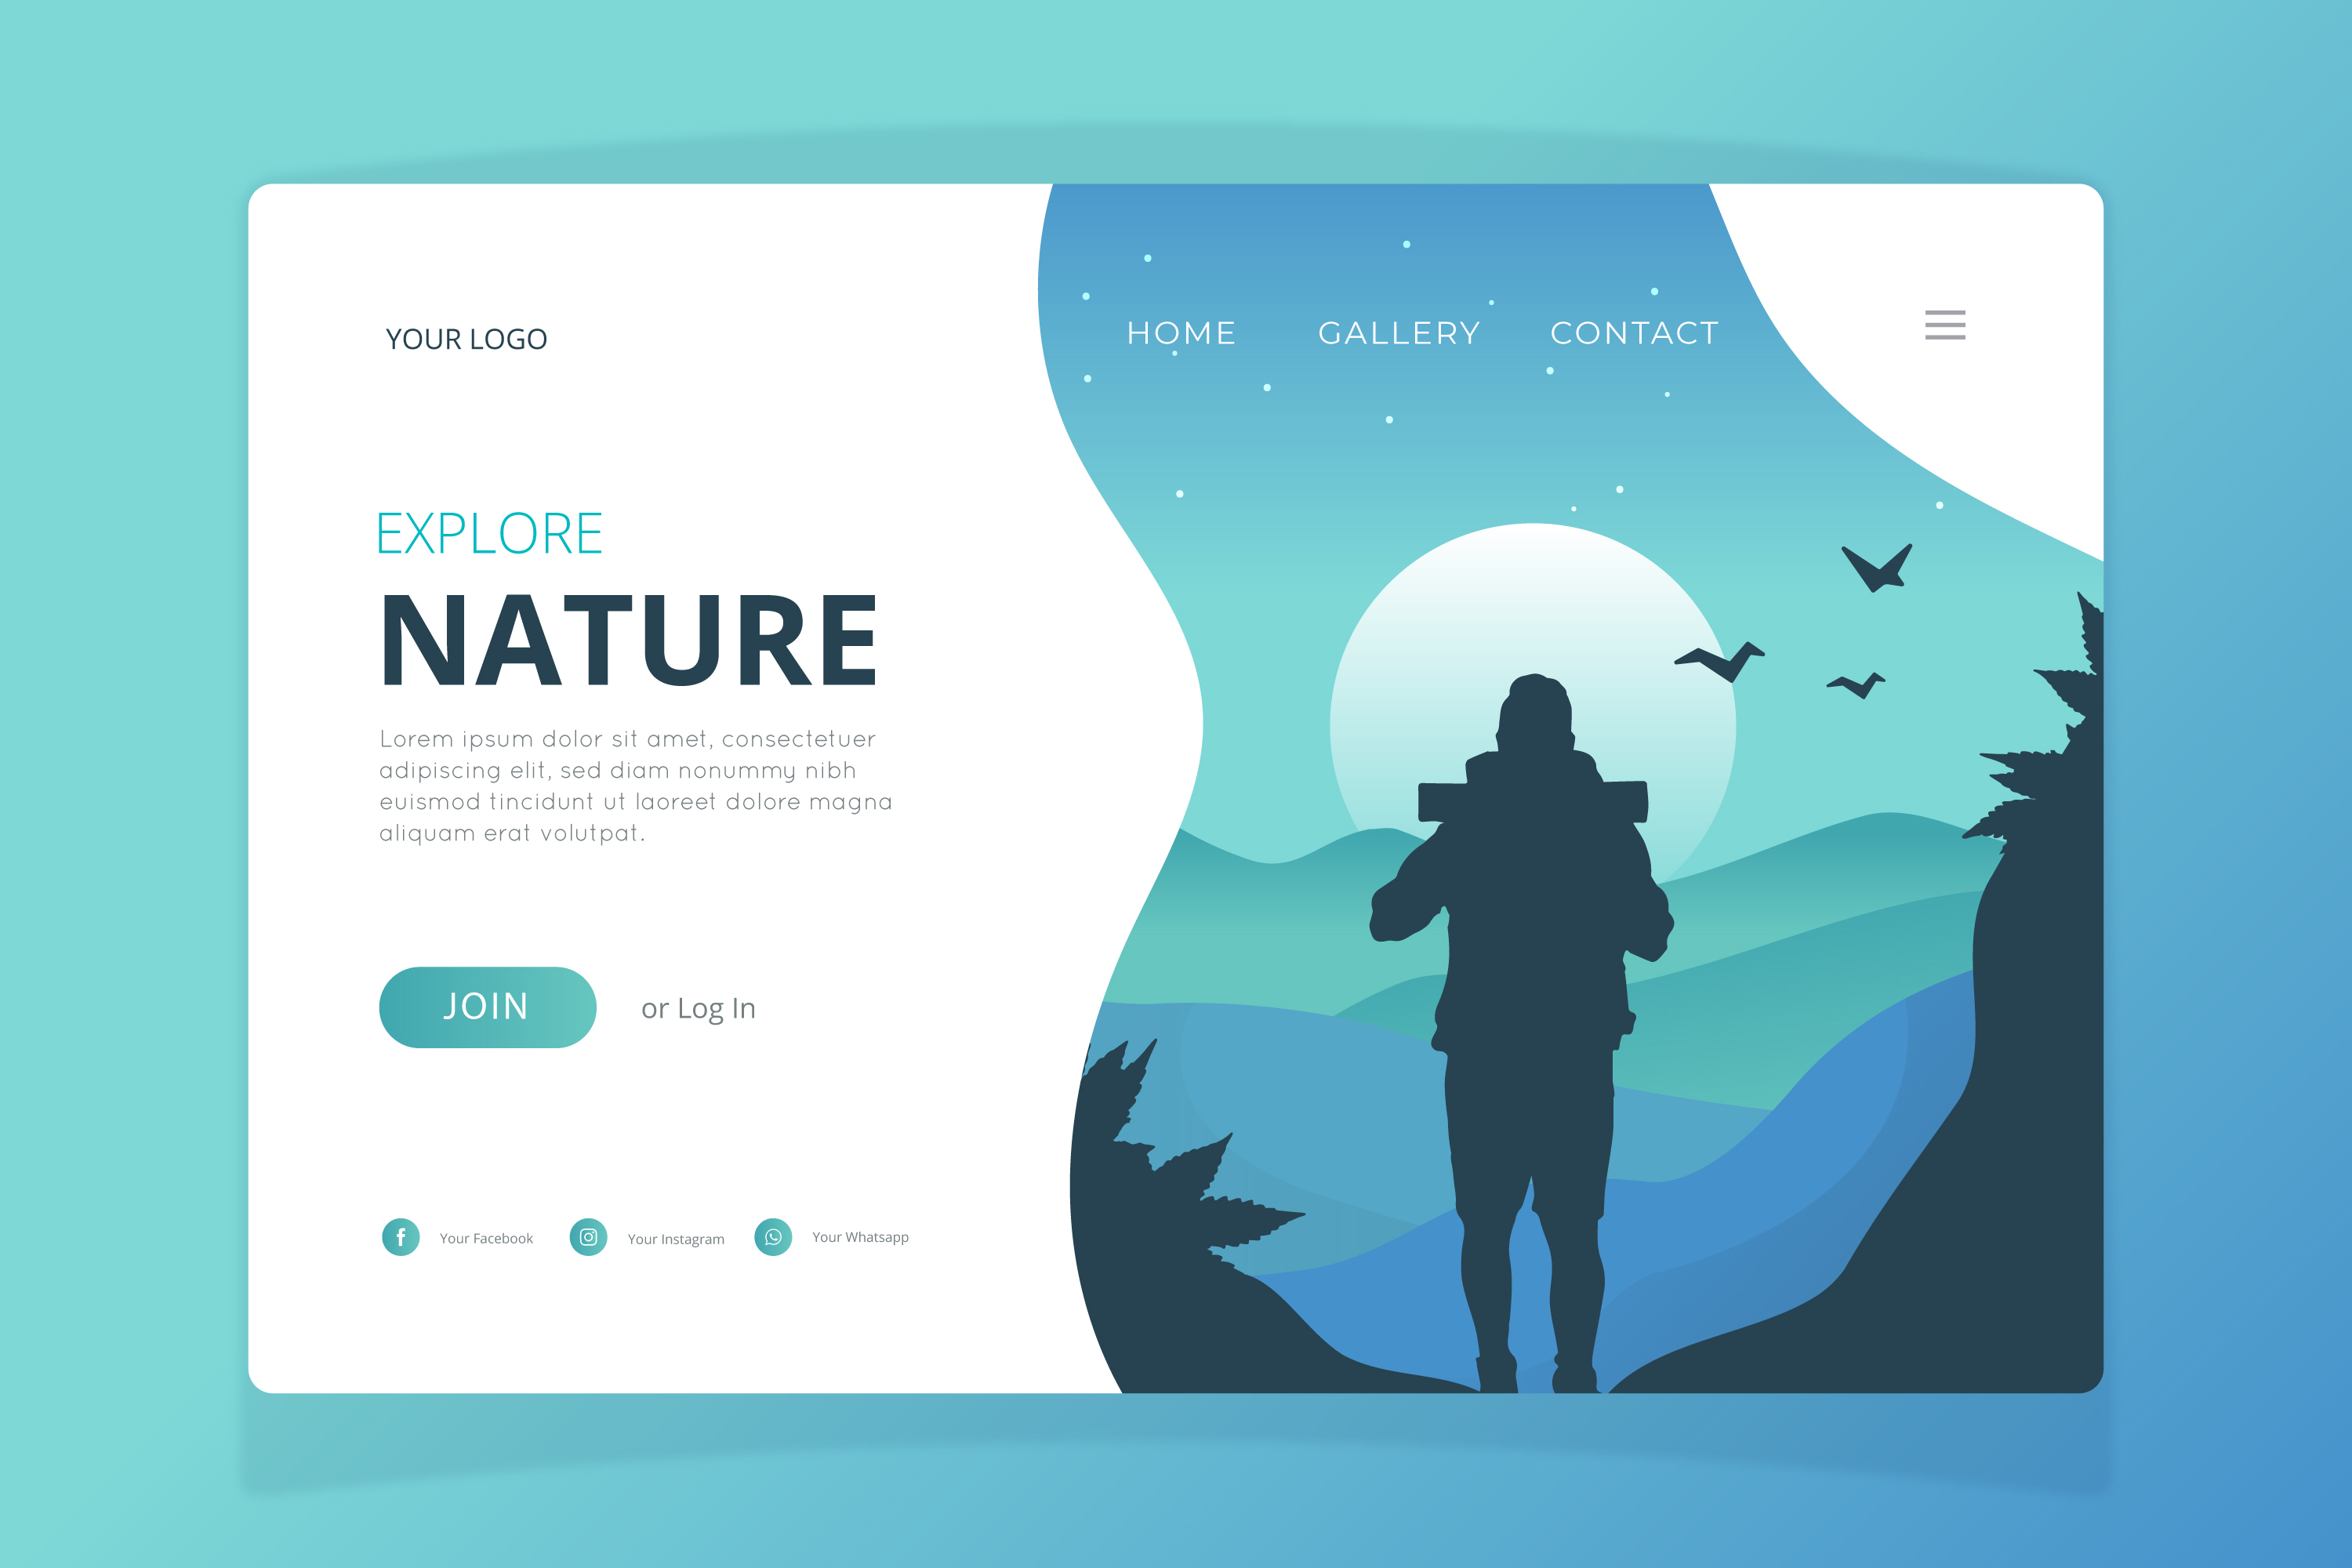 YOUR LOGO
HOME GALLERY CONTACT
EXPLORE
NATURE
Lorem ipsum dolor sit amet, consectetuer
adipiscing elit, sed diam nonummy nibh
euismod tincidunt ut laoreet dolore magna
aliquam erat volutpat.
JOIN or Log In
Your Facebook Your Instagram Your Whatsapp